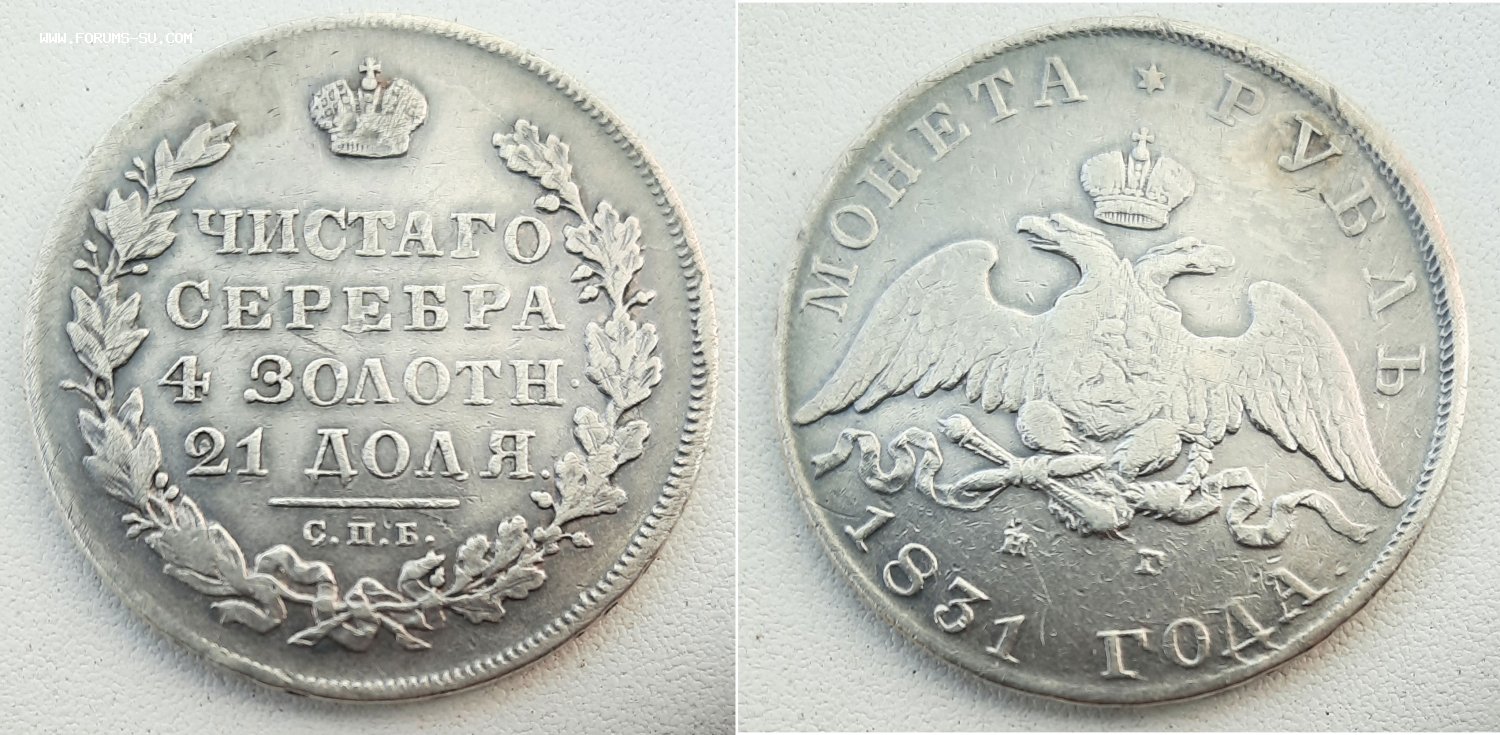 WWW.FORUMS-SU.COM
ЧИСТАГО
СЕРЕБРА
4 ЗОЛОТН.
21 ДОЛЯ.
С.П.Б.
МОНЕТА * РУБЛЬ.
Н Г
1831 ГОДА.